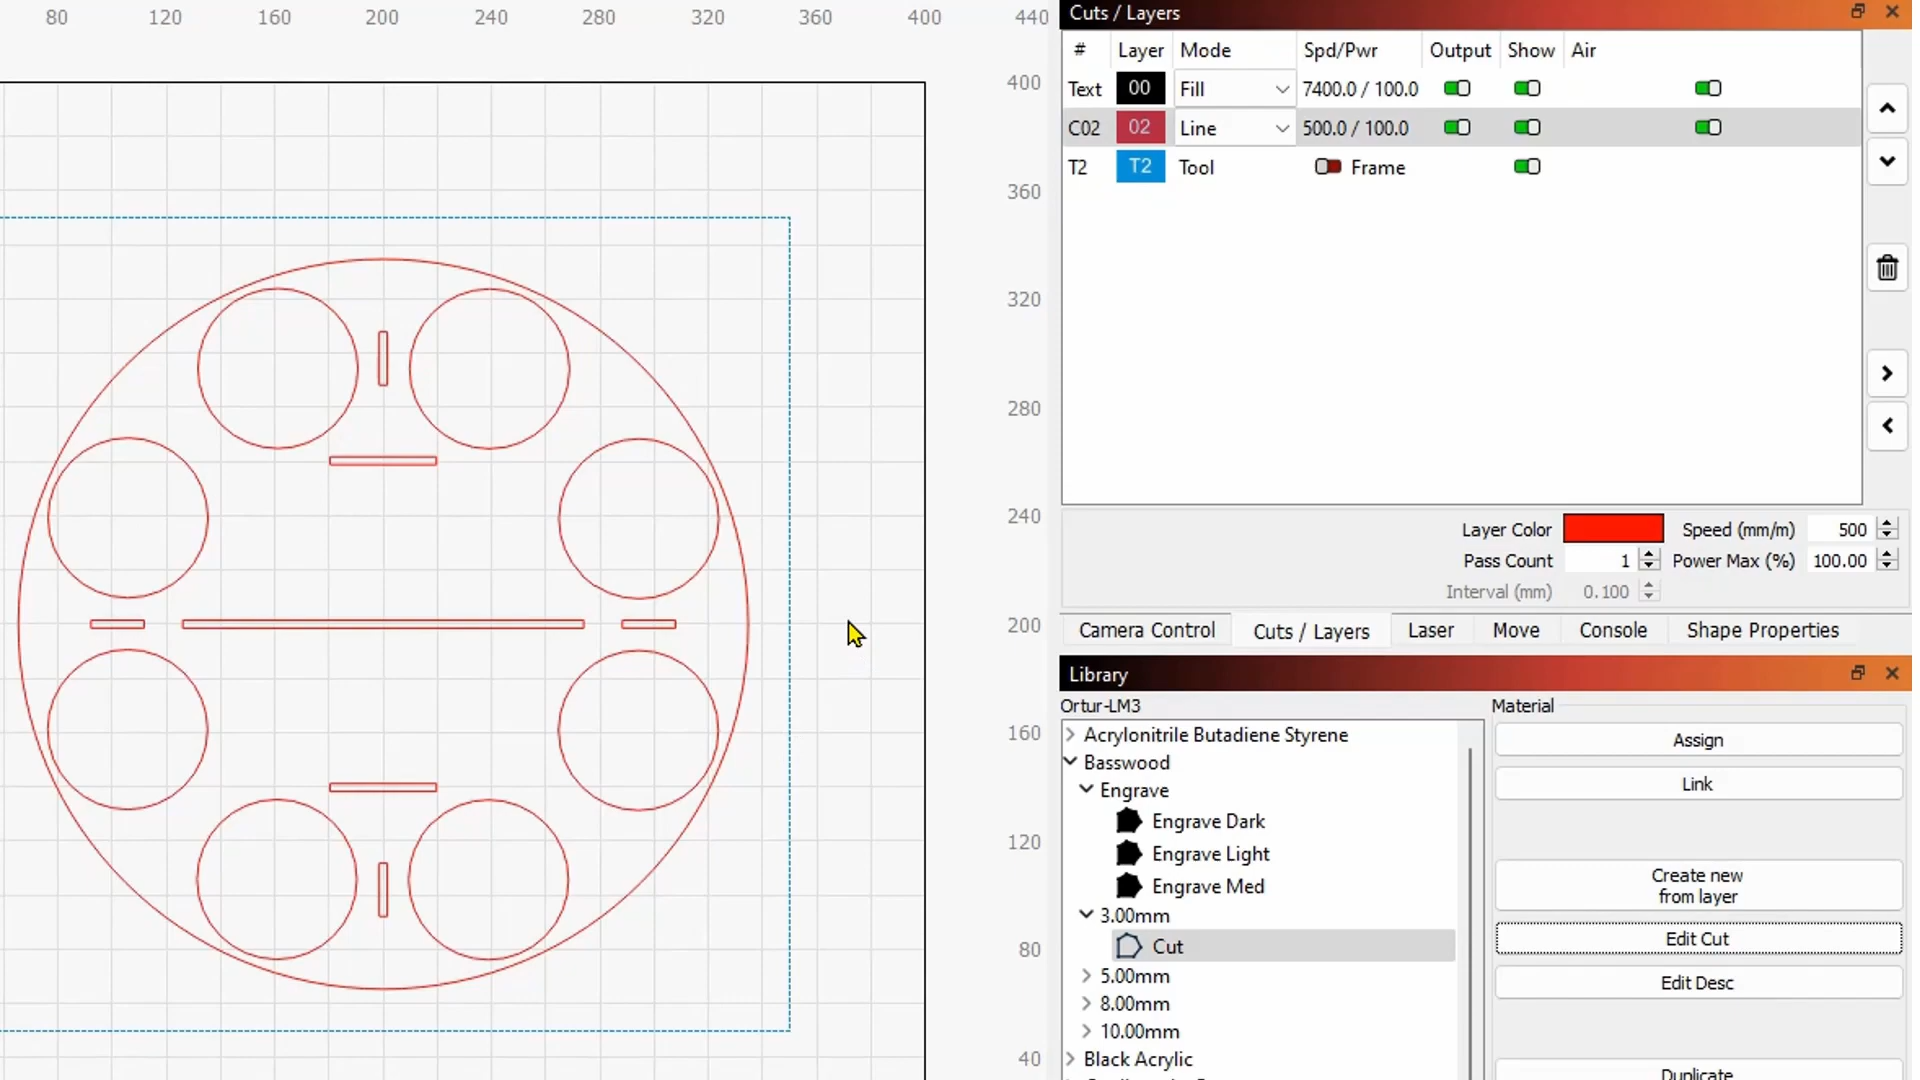 80 120 160 200 240 280 320 360 400 440
400
360
320
280
240
200
160
120
80
40
Cuts / Layers
# Layer Mode Spd/Pwr Output Show Air
Text 00 Fill 7400.0 / 100.0
C02 02 Line 500.0 / 100.0
T2 T2 Tool Frame
Layer Color Speed (mm/m) 500
Pass Count 1 Power Max (%) 100.00
Interval (mm) 0.100
Camera Control Cuts / Layers Laser Move Console Shape Properties
Library
Ortur-LM3
Acrylonitrile Butadiene Styrene
Basswood
Engrave
Engrave Dark
Engrave Light
Engrave Med
3.00mm
Cut
5.00mm
8.00mm
10.00mm
Black Acrylic
Material
Assign
Link
Create new
from layer
Edit Cut
Edit Desc
Duplicate